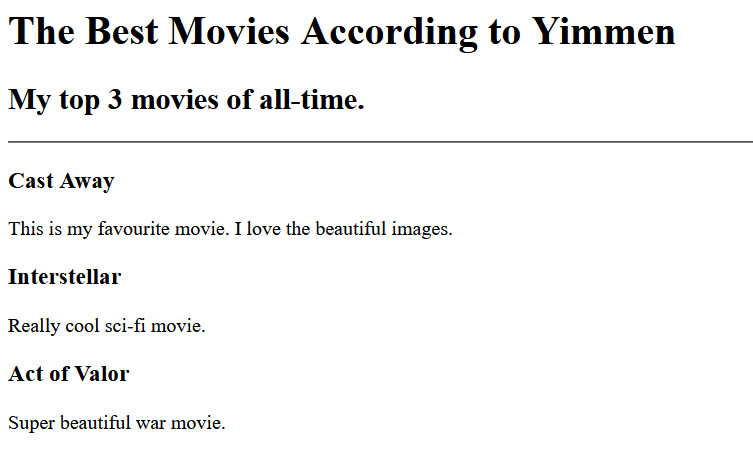 The Best Movies According to Yimmen
My top 3 movies of all-time.
Cast Away
This is my favourite movie. I love the beautiful images.
Interstellar
Really cool sci-fi movie.
Act of Valor
Super beautiful war movie.